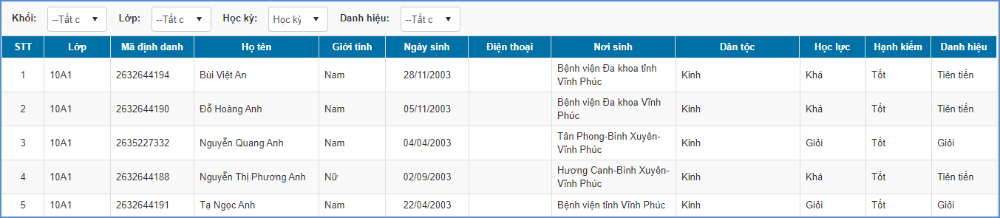 Khối: --Tất c Lớp: --Tất c Học kỳ: Học kỳ Danh hiệu: --Tất c
STT Lớp Mã định danh Họ tên Giới tính Ngày sinh Điện thoại Nơi sinh Dân tộc Học lực Hạnh kiểm Danh hiệu
1 10A1 2632644194 Bùi Việt An Nam 28/11/2003 Bệnh viện Đa khoa tỉnh Vĩnh Phúc Kinh Khá Tốt Tiên tiến
2 10A1 2632644190 Đỗ Hoàng Anh Nam 05/11/2003 Bệnh viện Đa khoa Vĩnh Phúc Kinh Khá Tốt Tiên tiến
3 10A1 2635227332 Nguyễn Quang Anh Nam 04/04/2003 Tân Phong-Bình Xuyên-Vĩnh Phúc Kinh Giỏi Tốt Giỏi
4 10A1 2632644188 Nguyễn Thị Phương Anh Nữ 02/09/2003 Hương Canh-Bình Xuyên-Vĩnh Phúc Kinh Khá Tốt Tiên tiến
5 10A1 2632644191 Tạ Ngọc Anh Nam 22/04/2003 Bệnh viện tỉnh Vĩnh Phúc Kinh Giỏi Tốt Giỏi